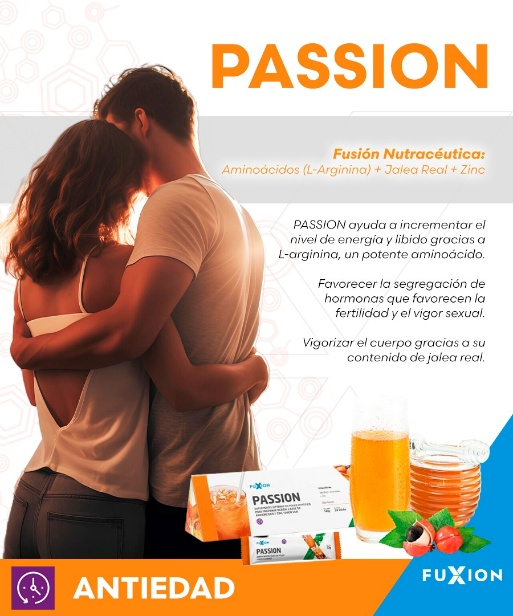 PASSION
Fusión Nutracéutica:
Aminoácidos (L-Arginina) + Jalea Real + Zinc
PASSION ayuda a incrementar el
nivel de energía y libido gracias a
L-arginina, un potente aminoácido.
Favorecer la segregación de
hormonas que favorecen la
fertilidad y el vigor sexual.
Vigorizar el cuerpo gracias a su
contenido de jalea real.
FUXION
PASSION
PASSION
ANTIEDAD
FUXION